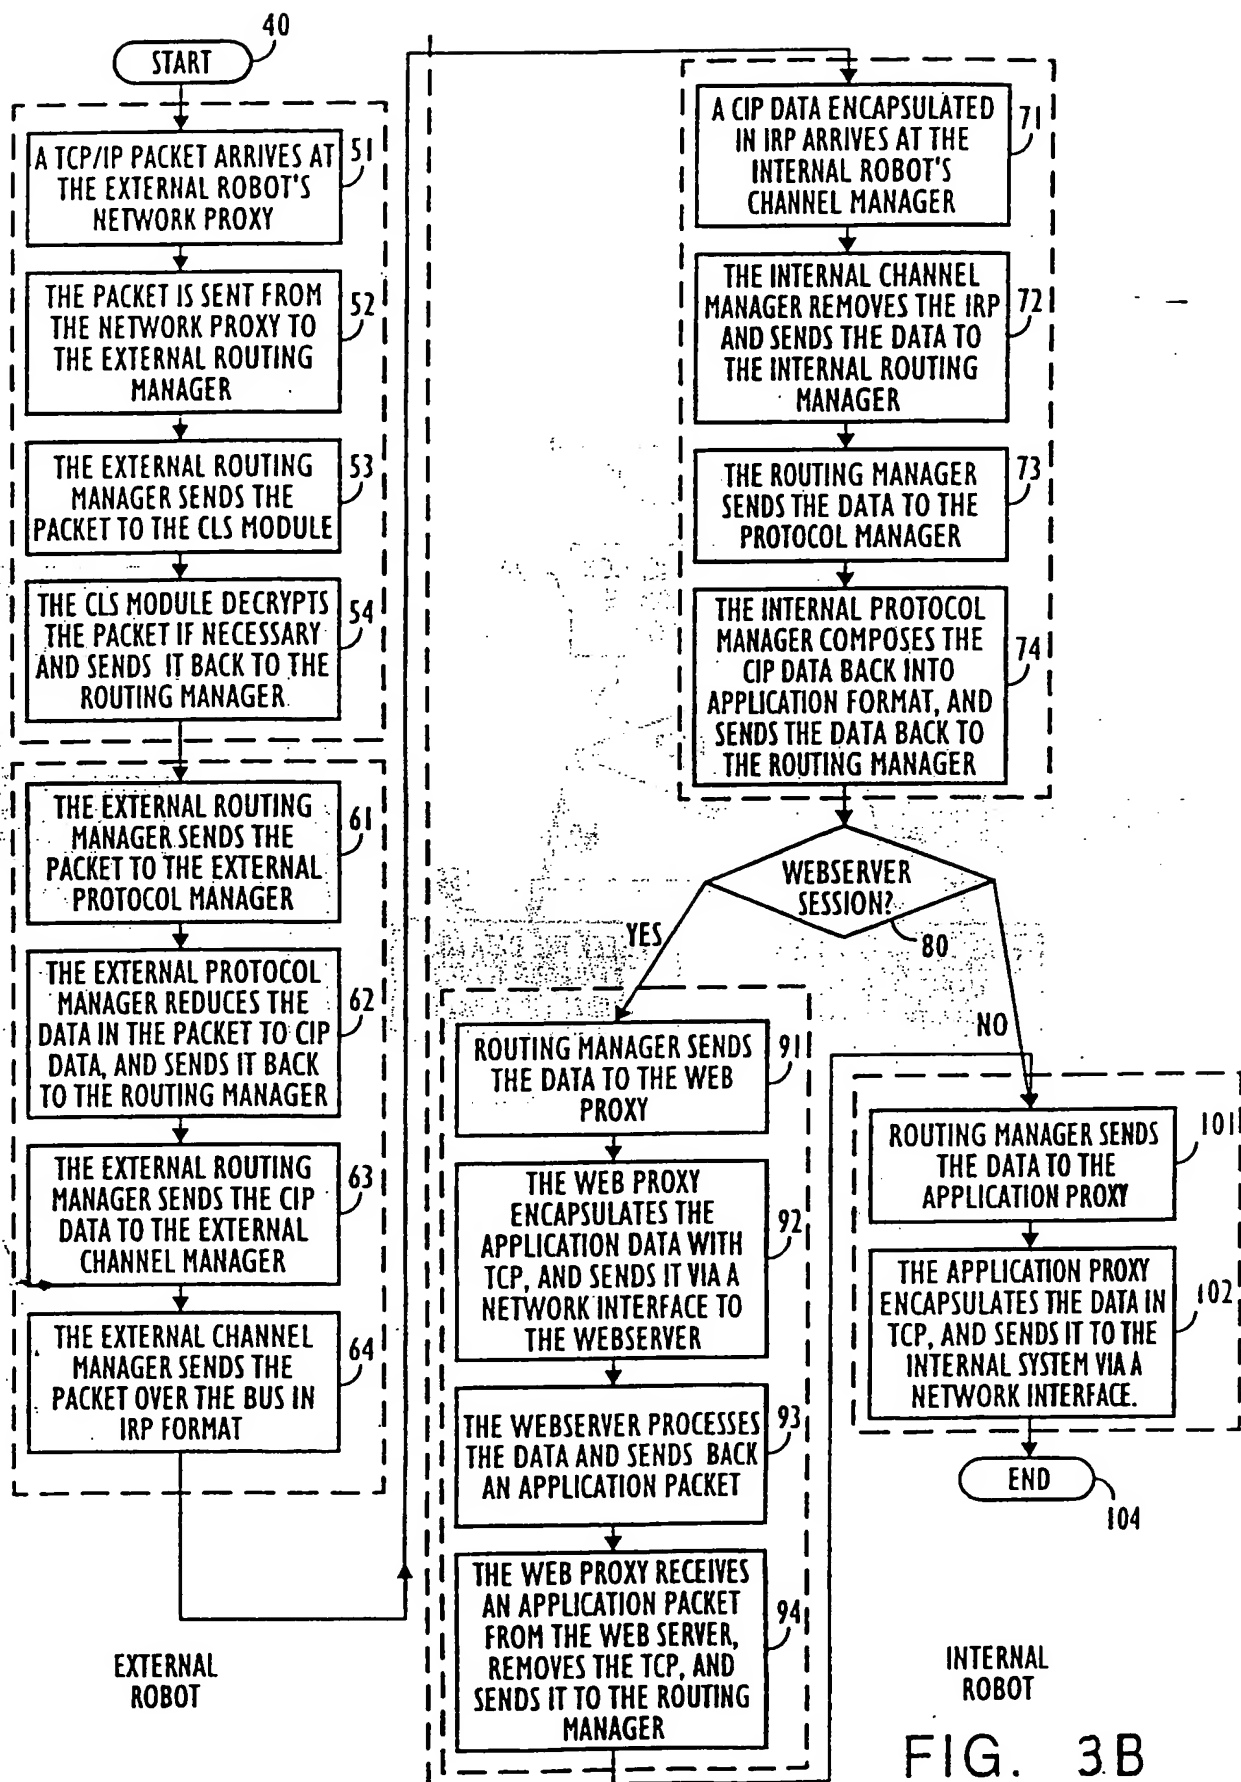 40
START
A TCP/IP PACKET ARRIVES AT
THE EXTERNAL ROBOT'S
NETWORK PROXY
51
THE PACKET IS SENT FROM
THE NETWORK PROXY TO
THE EXTERNAL ROUTING
MANAGER
52
THE EXTERNAL ROUTING
MANAGER SENDS THE
PACKET TO THE CLS MODULE
53
THE CLS MODULE DECRYPTS
THE PACKET IF NECESSARY
AND SENDS IT BACK TO THE
ROUTING MANAGER
54
THE EXTERNAL ROUTING
MANAGER SENDS THE
PACKET TO THE EXTERNAL
PROTOCOL MANAGER
61
THE EXTERNAL PROTOCOL
MANAGER REDUCES THE
DATA IN THE PACKET TO CIP
DATA, AND SENDS IT BACK
TO THE ROUTING MANAGER
62
THE EXTERNAL ROUTING
MANAGER SENDS THE CIP
DATA TO THE EXTERNAL
CHANNEL MANAGER
63
THE EXTERNAL CHANNEL
MANAGER SENDS THE
PACKET OVER THE BUS IN
IRP FORMAT
64
EXTERNAL
ROBOT
A CIP DATA ENCAPSULATED
IN IRP ARRIVES AT THE
INTERNAL ROBOT'S
CHANNEL MANAGER
71
THE INTERNAL CHANNEL
MANAGER REMOVES THE IRP
AND SENDS THE DATA TO
THE INTERNAL ROUTING
MANAGER
72
THE ROUTING MANAGER
SENDS THE DATA TO THE
PROTOCOL MANAGER
73
THE INTERNAL PROTOCOL
MANAGER COMPOSES THE
CIP DATA BACK INTO
APPLICATION FORMAT, AND
SENDS THE DATA BACK TO
THE ROUTING MANAGER
74
WEBSERVER
SESSION?
80
YES
NO
ROUTING MANAGER SENDS
THE DATA TO THE WEB
PROXY
91
THE WEB PROXY
ENCAPSULATES THE
APPLICATION DATA WITH
TCP, AND SENDS IT VIA A
NETWORK INTERFACE TO
THE WEBSERVER
92
THE WEBSERVER PROCESSES
THE DATA AND SENDS BACK
AN APPLICATION PACKET
93
THE WEB PROXY RECEIVES
AN APPLICATION PACKET
FROM THE WEB SERVER,
REMOVES THE TCP, AND
SENDS IT TO THE ROUTING
MANAGER
94
ROUTING MANAGER SENDS
THE DATA TO THE
APPLICATION PROXY
101
THE APPLICATION PROXY
ENCAPSULATES THE DATA IN
TCP, AND SENDS IT TO THE
INTERNAL SYSTEM VIA A
NETWORK INTERFACE.
102
END
104
INTERNAL
ROBOT
FIG. 3B